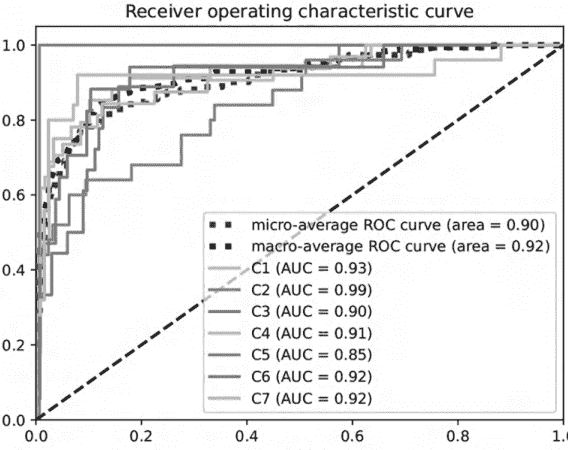 Receiver operating characteristic curve
1.0
0.8
0.6
0.4
0.2
0.0
micro-average ROC curve (area = 0.90)
macro-average ROC curve (area = 0.92)
C1 (AUC = 0.93)
C2 (AUC = 0.99)
C3 (AUC = 0.90)
C4 (AUC = 0.91)
C5 (AUC = 0.85)
C6 (AUC = 0.92)
C7 (AUC = 0.92)
0.0 0.2 0.4 0.6 0.8 1.0